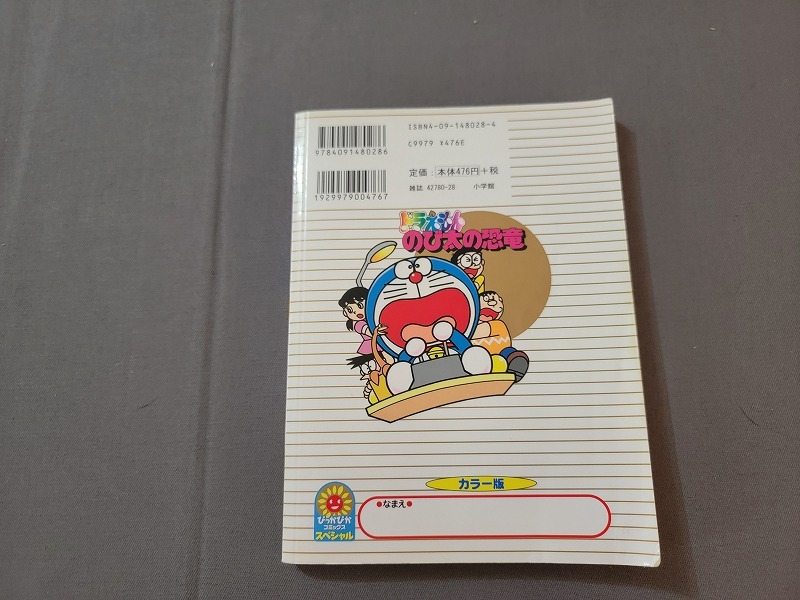 ISBN4-09-148028-4
9784091480286
C9979 ¥476E
定価：本体476円+税
雑誌 42780-28 小学館
1929979004767
ドラえもん
のび太の恐竜
カラー版
●なまえ●
ぴっかぴか
コミックス
スペシャル